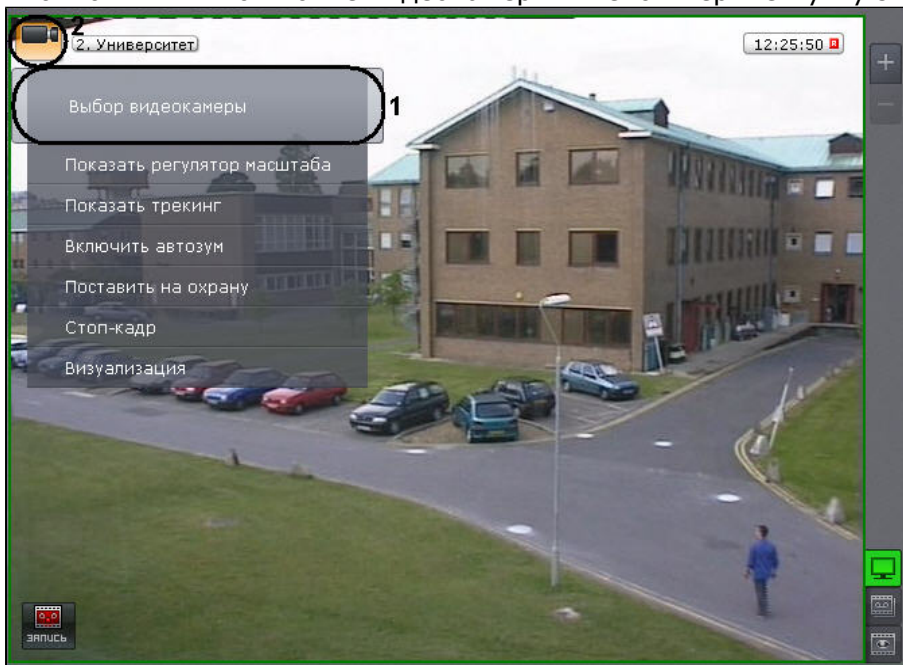 2
2. Университет
12:25:50 R
Выбор видеокамеры
1
Показать регулятор масштаба
Показать трекинг
Включить автозум
Поставить на охрану
Стоп-кадр
Визуализация
запись